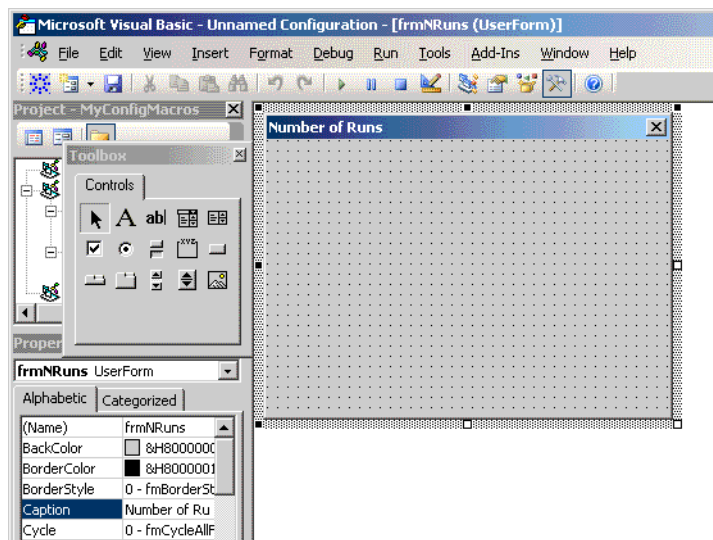 Microsoft Visual Basic - Unnamed Configuration - [frmNRuns (UserForm)]
File Edit View Insert Format Debug Run Tools Add-Ins Window Help
Project - MyConfigMacros
Number of Runs
Toolbox
Controls
A ab|
xyz
Proper
frmNRuns UserForm
Alphabetic Categorized
(Name) frmNRuns
BackColor &H8000000
BorderColor &H8000001
BorderStyle 0 - fmBorderSt
Caption Number of Ru
Cycle 0 - fmCycleAllF